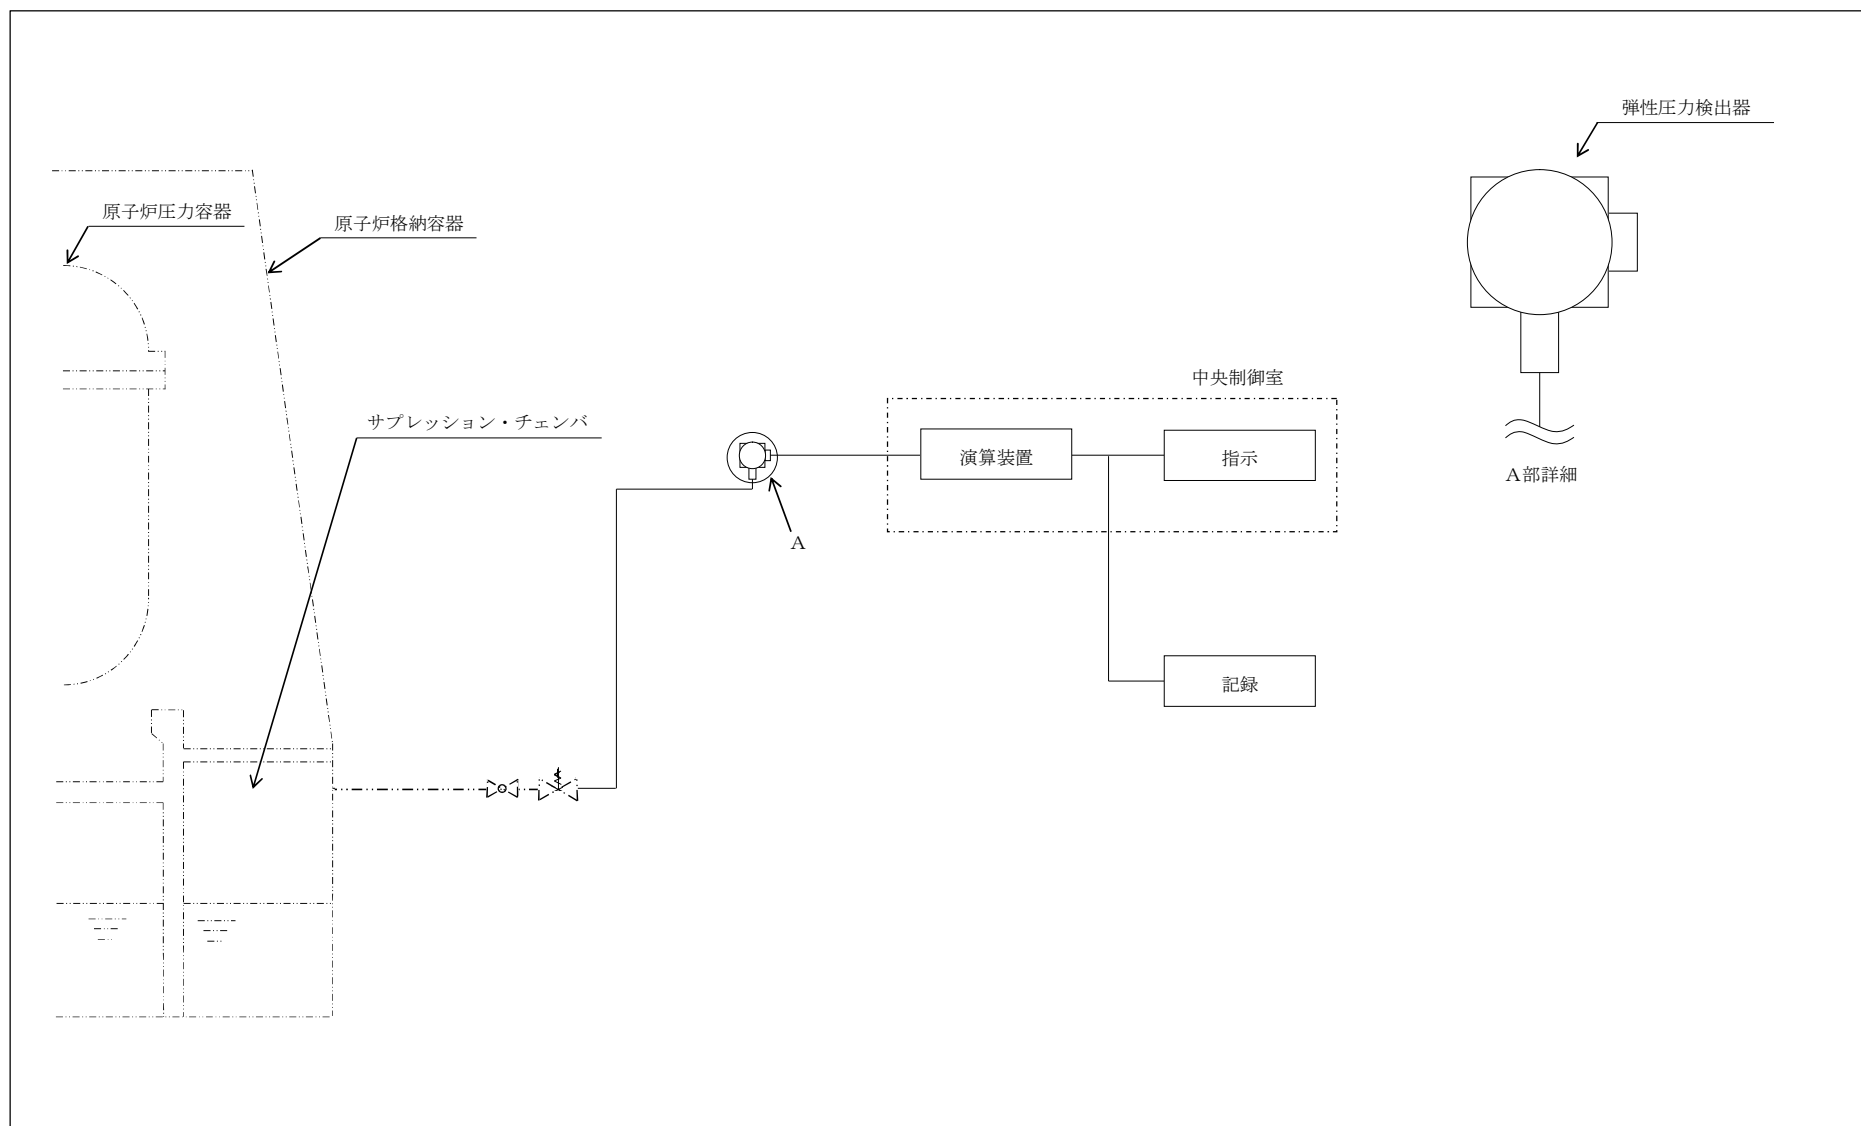 弾性圧力検出器
原子炉圧力容器
原子炉格納容器
中央制御室
サプレッション・チェンバ
演算装置
指示
A部詳細
A
記録